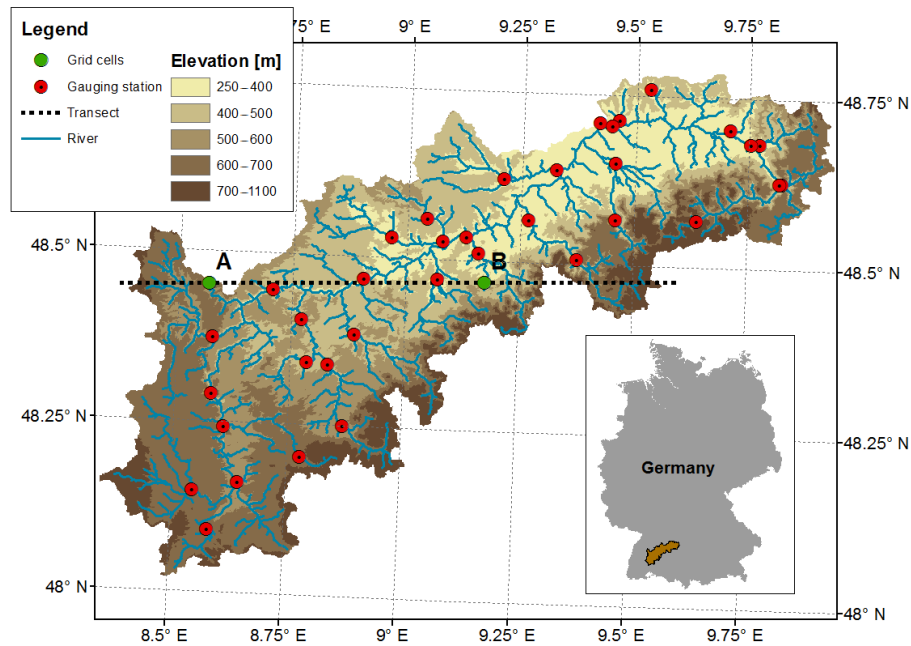 Legend
Grid cells
Gauging station
Transect
River
Elevation [m]
250 – 400
400 – 500
500 – 600
600 – 700
700 – 1100
75° E
9° E
9.25° E
9.5° E
9.75° E
48.75° N
48.5° N
48.5° N
A
B
48.25° N
48.25° N
Germany
48° N
48° N
8.5° E
8.75° E
9° E
9.25° E
9.5° E
9.75° E